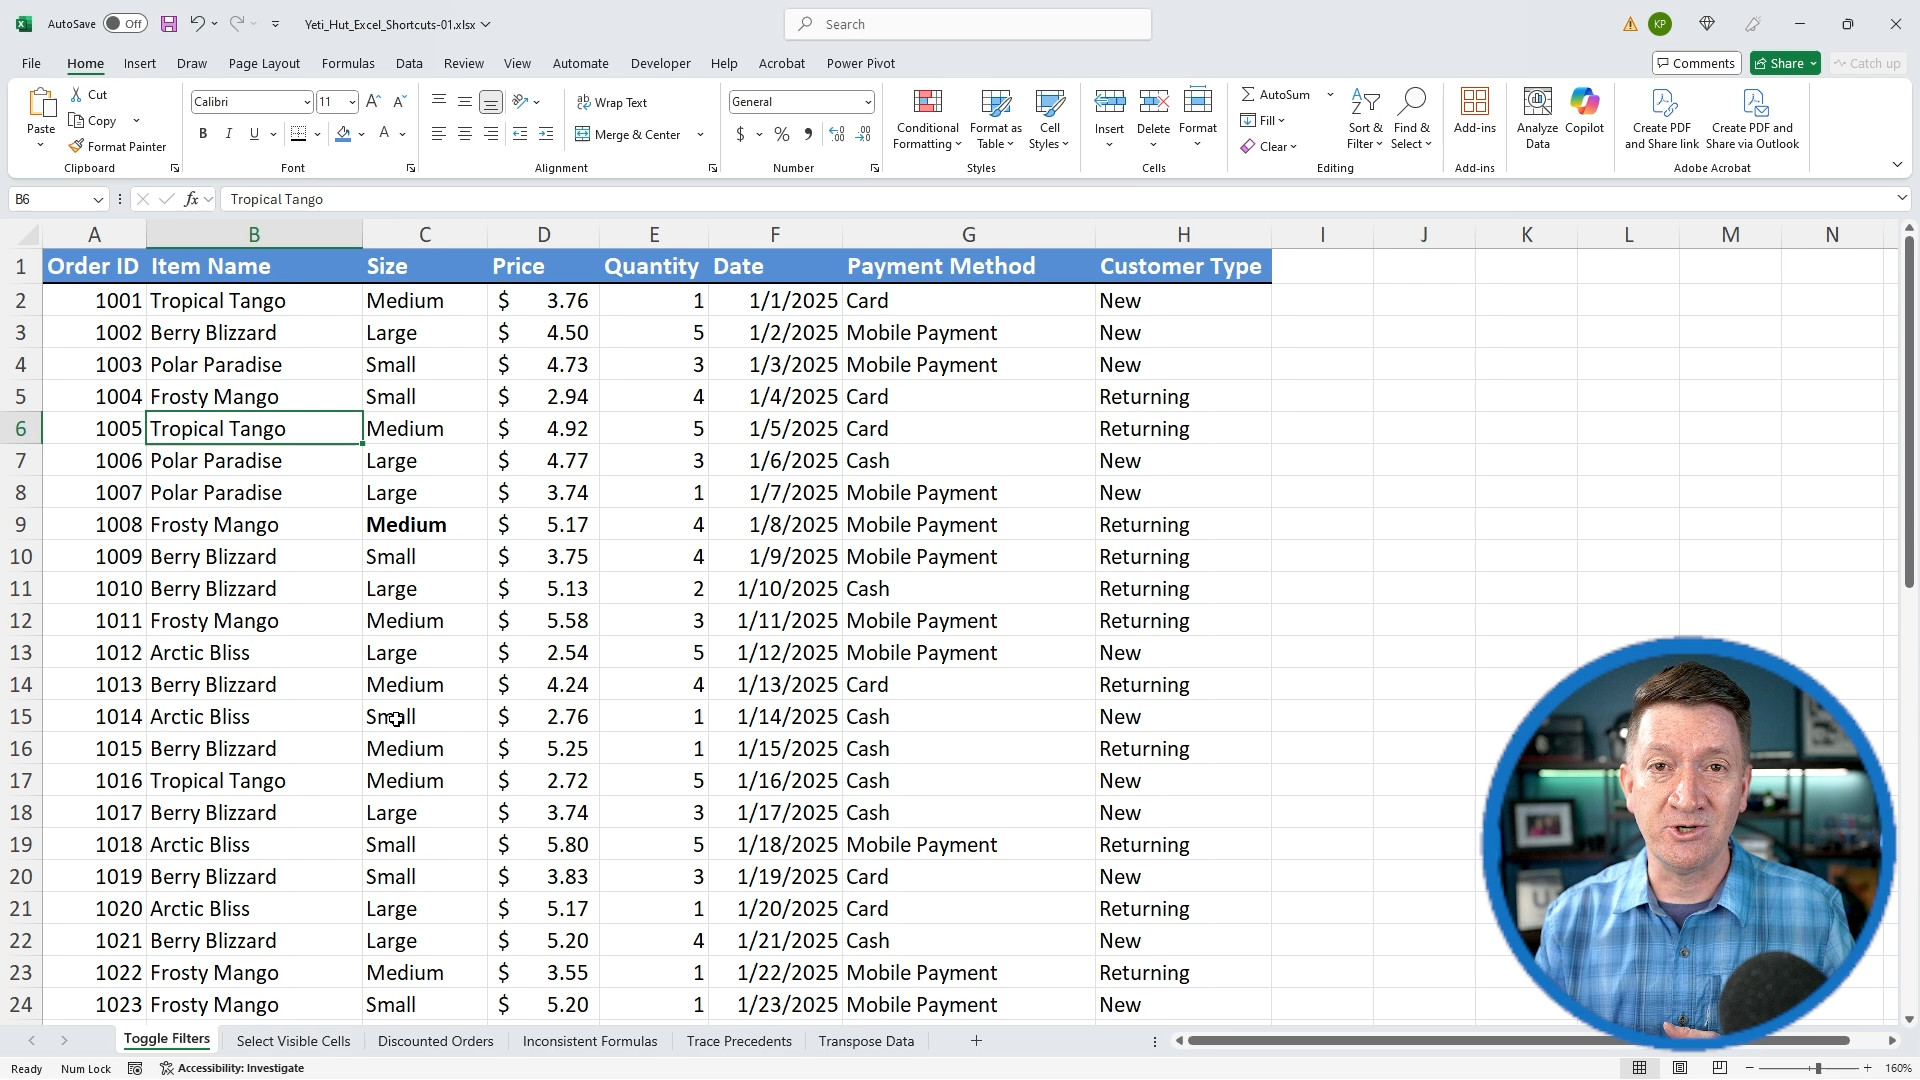 AutoSave Off Yeti_Hut_Excel_Shortcuts-01.xlsx Search KP
File Home Insert Draw Page Layout Formulas Data Review View Automate Developer Help Acrobat Power Pivot Comments Share Catch up
Paste Cut Copy Format Painter Clipboard
Calibri 11 B I U A Font
Wrap Text Merge & Center Alignment
General $ % Number
Conditional Formatting Format as Table Cell Styles Styles
Insert Delete Format Cells
AutoSum Fill Clear Sort & Filter Find & Select Editing
Add-ins Add-ins
Analyze Data Copilot
Create PDF and Share link Create PDF and Share via Outlook Adobe Acrobat
B6 fx Tropical Tango
A B C D E F G H I J K L M N
1 Order ID Item Name Size Price Quantity Date Payment Method Customer Type
2 1001 Tropical Tango Medium $ 3.76 1 1/1/2025 Card New
3 1002 Berry Blizzard Large $ 4.50 5 1/2/2025 Mobile Payment New
4 1003 Polar Paradise Small $ 4.73 3 1/3/2025 Mobile Payment New
5 1004 Frosty Mango Small $ 2.94 4 1/4/2025 Card Returning
6 1005 Tropical Tango Medium $ 4.92 5 1/5/2025 Card Returning
7 1006 Polar Paradise Large $ 4.77 3 1/6/2025 Cash New
8 1007 Polar Paradise Large $ 3.74 1 1/7/2025 Mobile Payment New
9 1008 Frosty Mango Medium $ 5.17 4 1/8/2025 Mobile Payment Returning
10 1009 Berry Blizzard Small $ 3.75 4 1/9/2025 Mobile Payment Returning
11 1010 Berry Blizzard Large $ 5.13 2 1/10/2025 Cash Returning
12 1011 Frosty Mango Medium $ 5.58 3 1/11/2025 Mobile Payment Returning
13 1012 Arctic Bliss Large $ 2.54 5 1/12/2025 Mobile Payment New
14 1013 Berry Blizzard Medium $ 4.24 4 1/13/2025 Card Returning
15 1014 Arctic Bliss Small $ 2.76 1 1/14/2025 Cash New
16 1015 Berry Blizzard Medium $ 5.25 1 1/15/2025 Cash Returning
17 1016 Tropical Tango Medium $ 2.72 5 1/16/2025 Cash New
18 1017 Berry Blizzard Large $ 3.74 3 1/17/2025 Cash New
19 1018 Arctic Bliss Small $ 5.80 5 1/18/2025 Mobile Payment Returning
20 1019 Berry Blizzard Small $ 3.83 3 1/19/2025 Card New
21 1020 Arctic Bliss Large $ 5.17 1 1/20/2025 Card Returning
22 1021 Berry Blizzard Large $ 5.20 4 1/21/2025 Cash New
23 1022 Frosty Mango Medium $ 3.55 1 1/22/2025 Mobile Payment Returning
24 1023 Frosty Mango Small $ 5.20 1 1/23/2025 Mobile Payment New
Toggle Filters Select Visible Cells Discounted Orders Inconsistent Formulas Trace Precedents Transpose Data
Ready Num Lock Accessibility: Investigate 160%